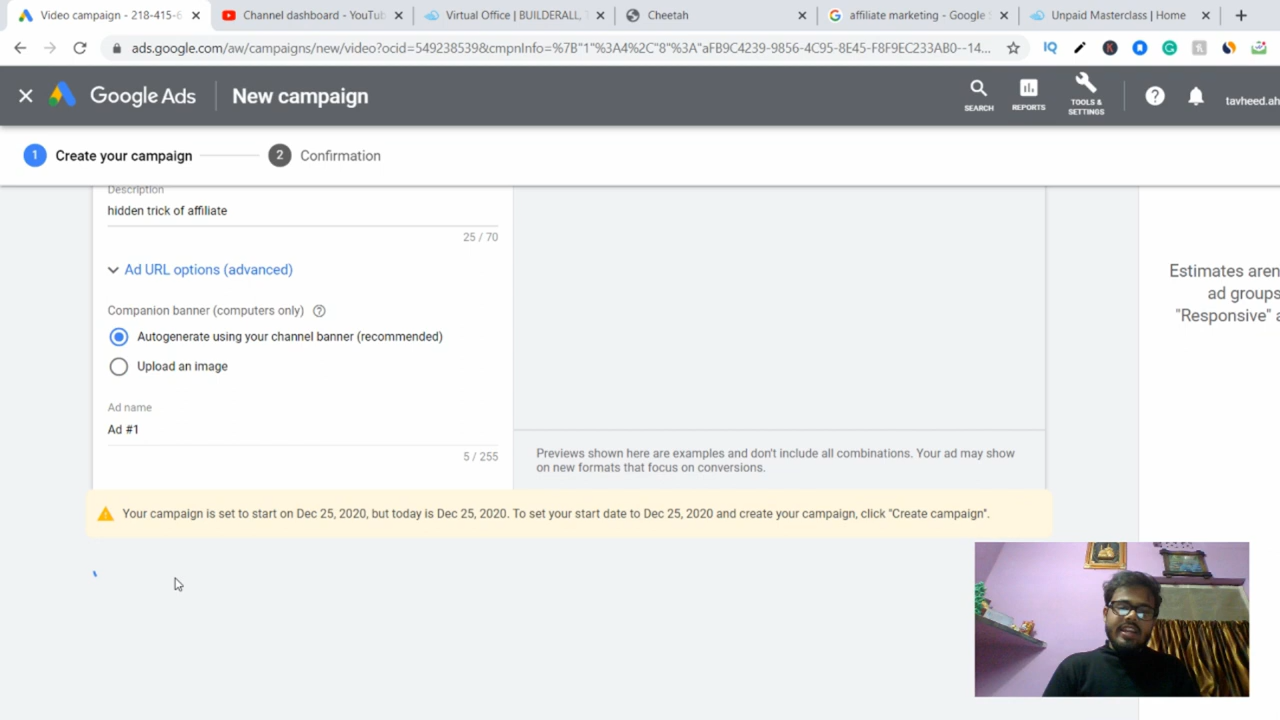 Video campaign - 218-415-6
Channel dashboard - YouTu
Virtual Office | BUILDERALL,
Cheetah
affiliate marketing - Google
Unpaid Masterclass | Home
ads.google.com/aw/campaigns/new/video?ocid=549238539&cmpnInfo=%7B"1"%3A4%2C"8"%3A"aFB9C4239-9856-4C95-8E45-F8F9EC233AB0--14...
Google Ads
New campaign
SEARCH
REPORTS
TOOLS &
SETTINGS
tavheed.ah
1 Create your campaign
2 Confirmation
Description
hidden trick of affiliate
25 / 70
Ad URL options (advanced)
Companion banner (computers only)
Autogenerate using your channel banner (recommended)
Upload an image
Ad name
Ad #1
5 / 255
Previews shown here are examples and don't include all combinations. Your ad may show
on new formats that focus on conversions.
Estimates aren
ad groups
"Responsive" a
Your campaign is set to start on Dec 25, 2020, but today is Dec 25, 2020. To set your start date to Dec 25, 2020 and create your campaign, click "Create campaign".